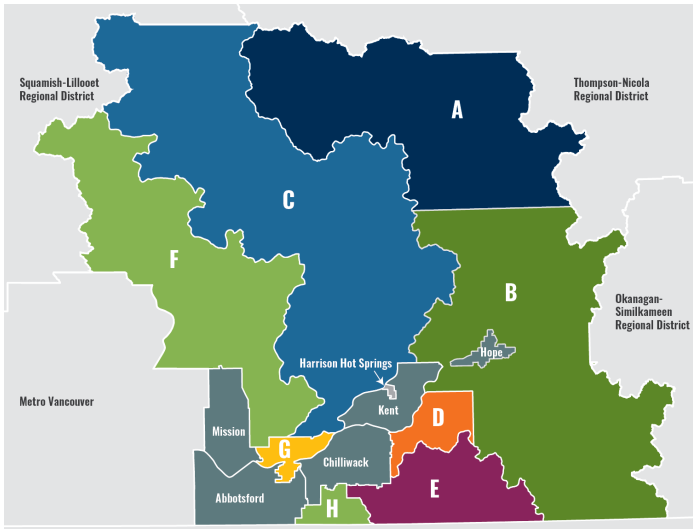 Squamish-Lillooet
Regional District
Thompson-Nicola
Regional District
A
C
F
B
Okanagan-
Similkameen
Regional District
Hope
Harrison Hot Springs
Metro Vancouver
Kent
D
Mission
G
Chilliwack
E
Abbotsford
H